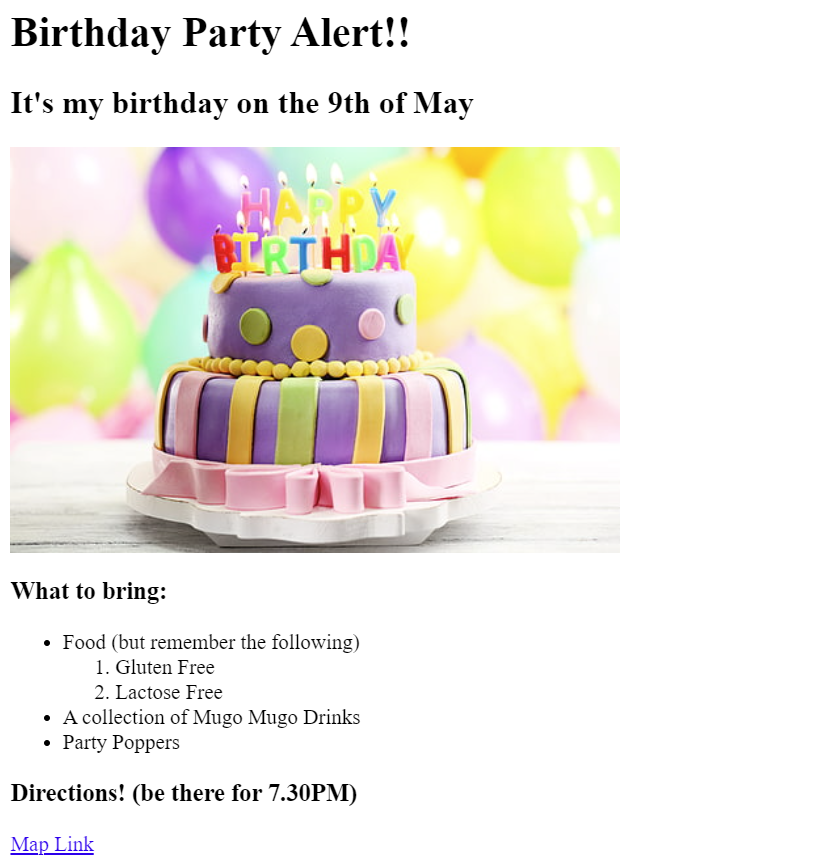 Birthday Party Alert!!
It's my birthday on the 9th of May
HAPPY
BIRTHDAY
What to bring:
• Food (but remember the following)
1. Gluten Free
2. Lactose Free
• A collection of Mugo Mugo Drinks
• Party Poppers
Directions! (be there for 7.30PM)
Map Link